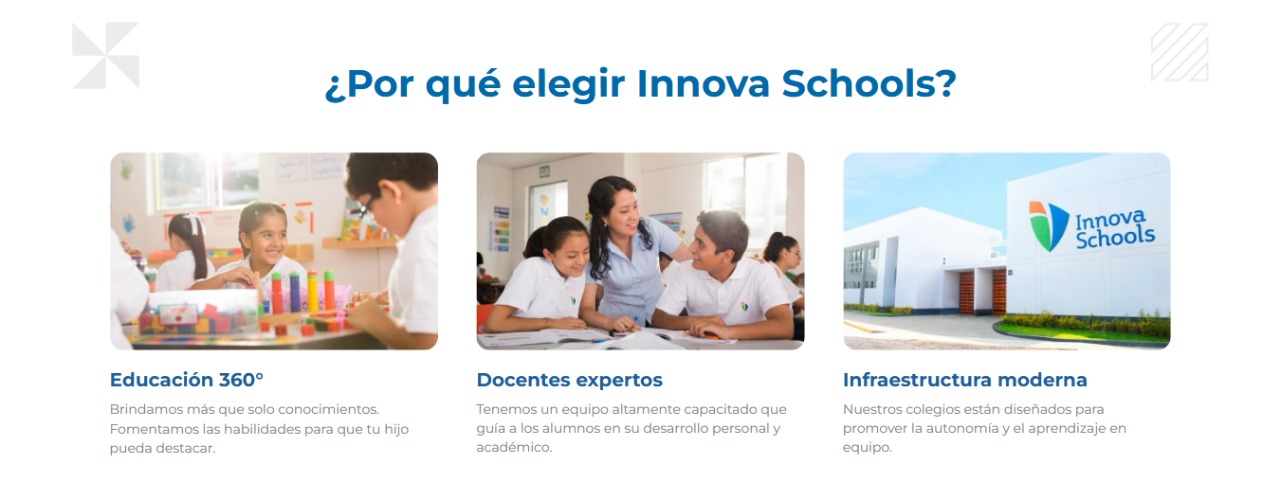 ¿Por qué elegir Innova Schools?
Innova
Schools
Educación 360°
Brindamos más que solo conocimientos.
Fomentamos las habilidades para que tu hijo
pueda destacar.
Docentes expertos
Tenemos un equipo altamente capacitado que
guía a los alumnos en su desarrollo personal y
académico.
Infraestructura moderna
Nuestros colegios están diseñados para
promover la autonomía y el aprendizaje en
equipo.